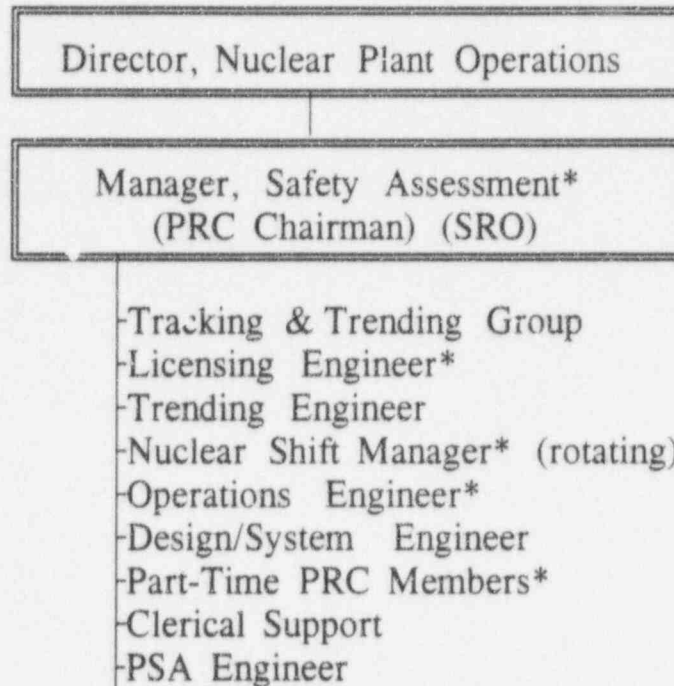 Director, Nuclear Plant Operations
Manager, Safety Assessment*
(PRC Chairman) (SRO)
Tracking & Trending Group
Licensing Engineer*
Trending Engineer
Nuclear Shift Manager* (rotating)
Operations Engineer*
Design/System Engineer
Part-Time PRC Members*
Clerical Support
PSA Engineer